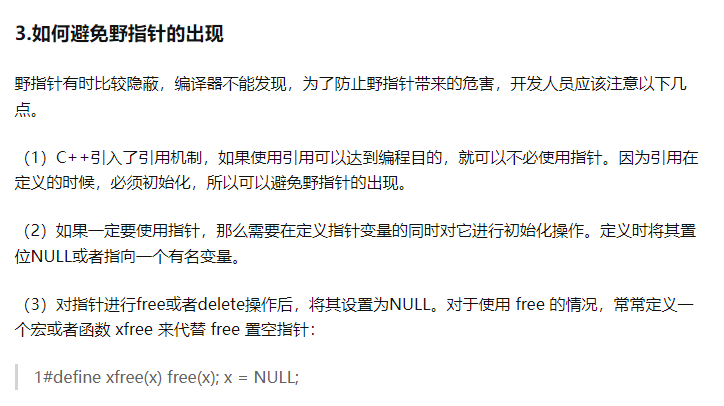 3.如何避免野指针的出现
野指针有时比较隐蔽，编译器不能发现，为了防止野指针带来的危害，开发人员应该注意以下几
点。
（1）C++引入了引用机制，如果使用引用可以达到编程目的，就可以不必使用指针。因为引用在
定义的时候，必须初始化，所以可以避免野指针的出现。
（2）如果一定要使用指针，那么需要在定义指针变量的同时对它进行初始化操作。定义时将其置
位NULL或者指向一个有名变量。
（3）对指针进行free或者delete操作后，将其设置为NULL。对于使用 free 的情况，常常定义一
个宏或者函数 xfree 来代替 free 置空指针：
1#define xfree(x) free(x); x = NULL;